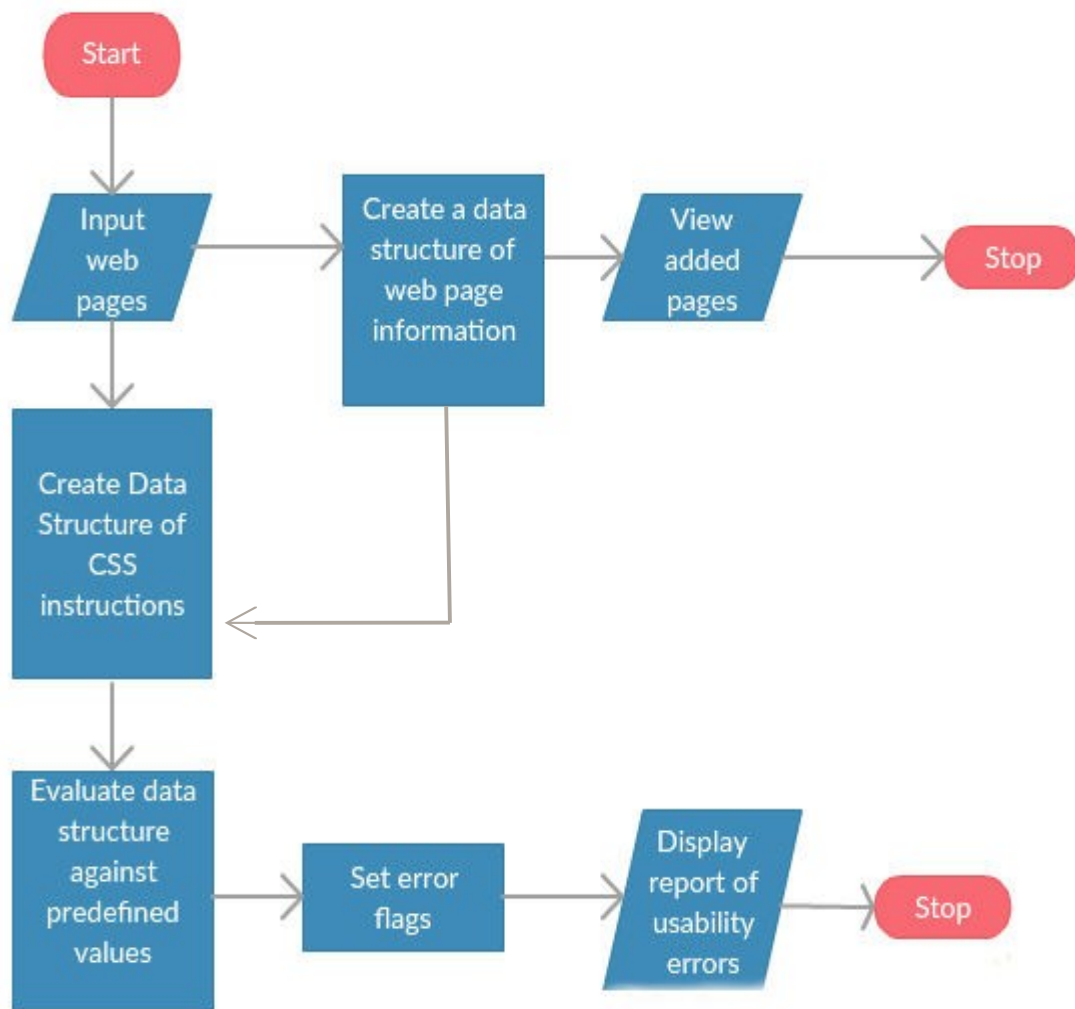 Start
Input
web
pages
Create a data
structure of
web page
information
View
added
pages
Stop
Create Data
Structure of
CSS
instructions
Evaluate data
structure
against
predefined
values
Set error
flags
Display
report of
usability
errors
Stop